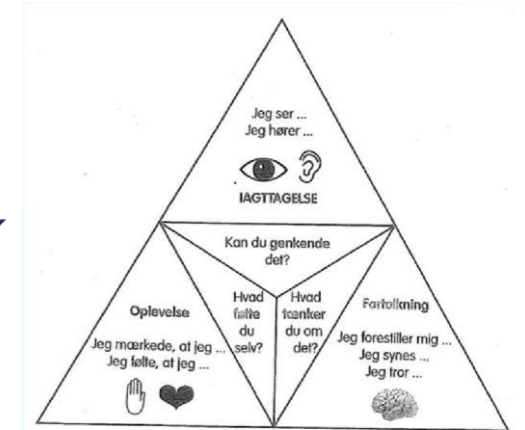 Jeg ser ...
Jeg hører ...
IAGTTAGELSE
Kan du genkende
det?
Oplevelse
Jeg mærkede, at jeg ...
Jeg følte, at jeg ...
Hvad
følte
du
selv?
Hvad
tænker
du om
det?
Fortolkning
Jeg forestiller mig ...
Jeg synes ...
Jeg tror ...